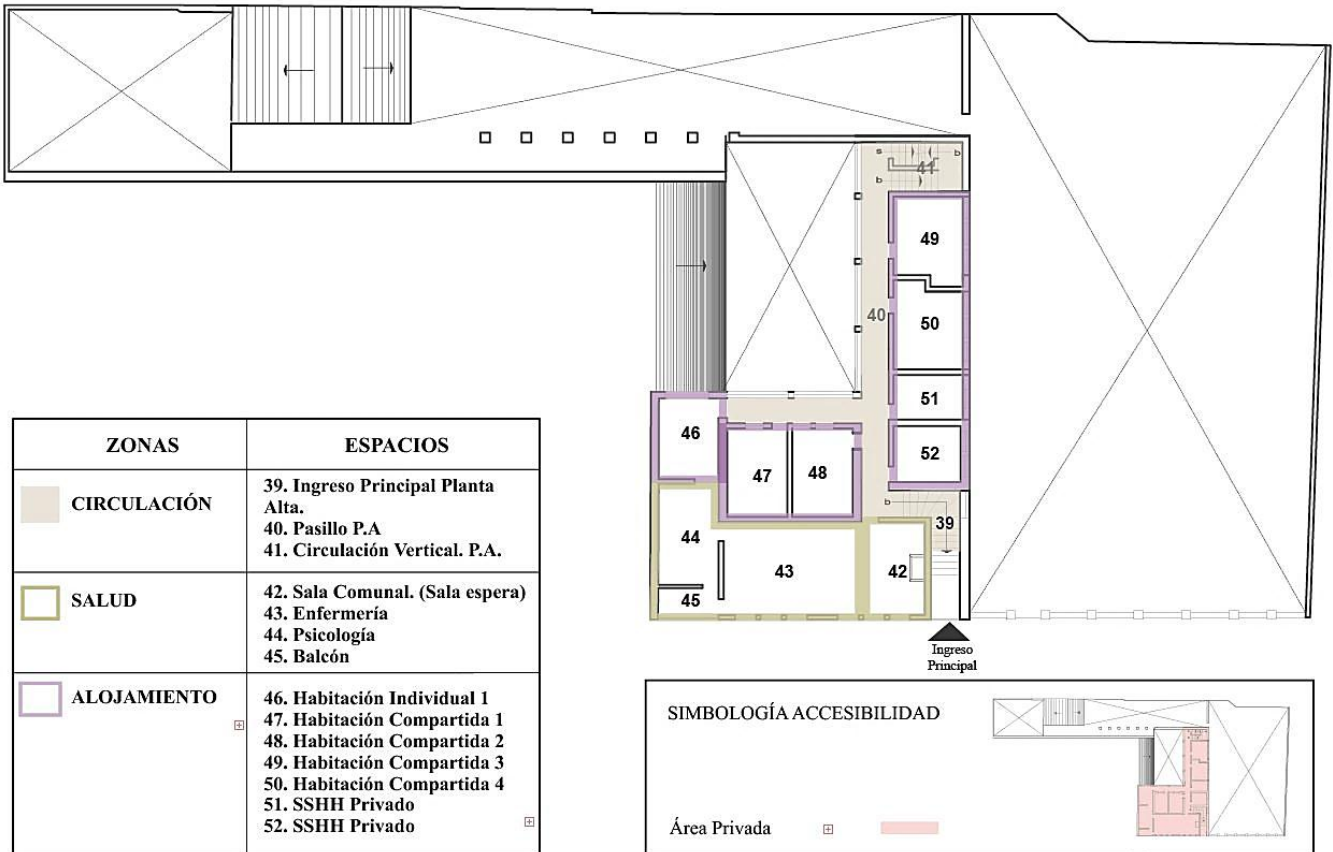 s
b
41
b
49
40
50
51
46
47
48
52
b
39
44
43
42
45
Ingreso
Principal
ZONAS
ESPACIOS
CIRCULACIÓN
39. Ingreso Principal Planta
Alta.
40. Pasillo P.A
41. Circulación Vertical. P.A.
SALUD
42. Sala Comunal. (Sala espera)
43. Enfermería
44. Psicología
45. Balcón
ALOJAMIENTO
46. Habitación Individual 1
47. Habitación Compartida 1
48. Habitación Compartida 2
49. Habitación Compartida 3
50. Habitación Compartida 4
51. SSHH Privado
52. SSHH Privado
SIMBOLOGÍA ACCESIBILIDAD
Área Privada